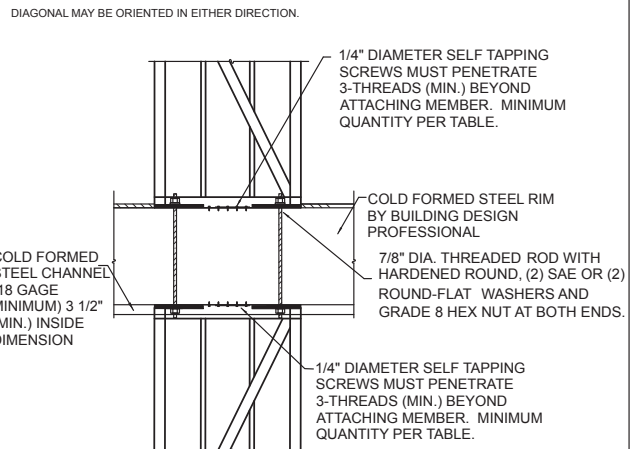 DIAGONAL MAY BE ORIENTED IN EITHER DIRECTION.
1/4" DIAMETER SELF TAPPING
SCREWS MUST PENETRATE
3-THREADS (MIN.) BEYOND
ATTACHING MEMBER. MINIMUM
QUANTITY PER TABLE.
COLD FORMED STEEL RIM
BY BUILDING DESIGN
PROFESSIONAL
7/8" DIA. THREADED ROD WITH
HARDENED ROUND, (2) SAE OR (2)
ROUND-FLAT WASHERS AND
GRADE 8 HEX NUT AT BOTH ENDS.
COLD FORMED
STEEL CHANNEL
18 GAGE
MINIMUM) 3 1/2"
MIN.) INSIDE
DIMENSION
1/4" DIAMETER SELF TAPPING
SCREWS MUST PENETRATE
3-THREADS (MIN.) BEYOND
ATTACHING MEMBER. MINIMUM
QUANTITY PER TABLE.